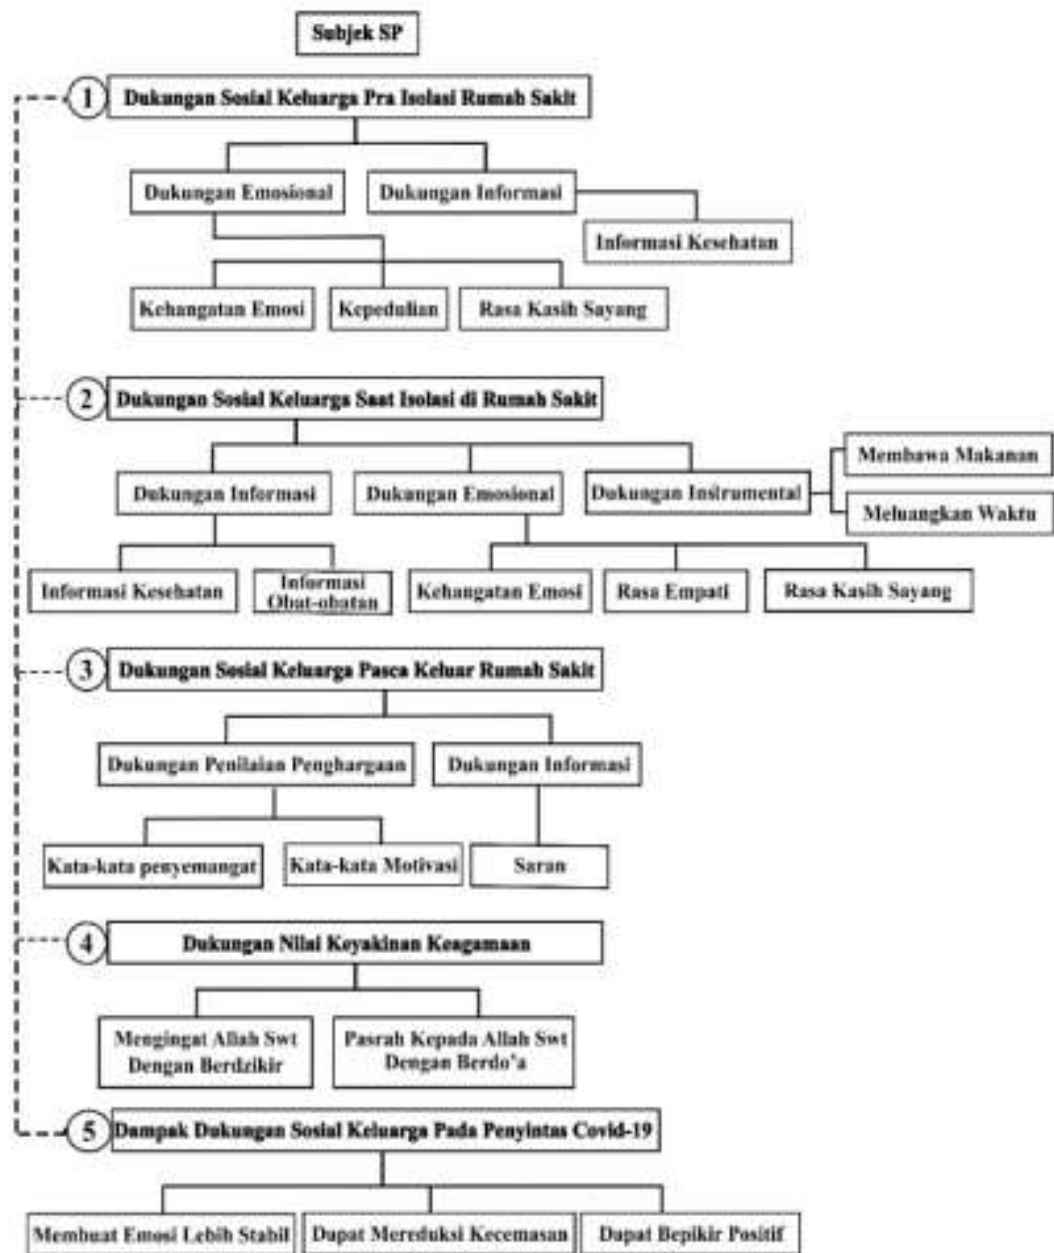 Subjek SP
1
Dukungan Sosial Keluarga Pra Isolasi Rumah Sakit
Dukungan Emosional
Dukungan Informasi
Informasi Kesehatan
Kehangatan Emosi
Kepedulian
Rasa Kasih Sayang
2
Dukungan Sosial Keluarga Saat Isolasi di Rumah Sakit
Membawa Makanan
Dukungan Informasi
Dukungan Emosional
Dukungan Instrumental
Meluangkan Waktu
Informasi Kesehatan
Informasi
Obat-obatan
Kehangatan Emosi
Rasa Empati
Rasa Kasih Sayang
3
Dukungan Sosial Keluarga Pasca Keluar Rumah Sakit
Dukungan Penilaian Penghargaan
Dukungan Informasi
Kata-kata penyemangat
Kata-kata Motivasi
Saran
4
Dukungan Nilai Keyakinan Keagamaan
Mengingat Allah Swt
Dengan Berdzikir
Pasrah Kepada Allah Swt
Dengan Berdo'a
5
Dampak Dukungan Sosial Keluarga Pada Penyintas Covid-19
Membuat Emosi Lebih Stabil
Dapat Mereduksi Kecemasan
Dapat Bepikir Positif